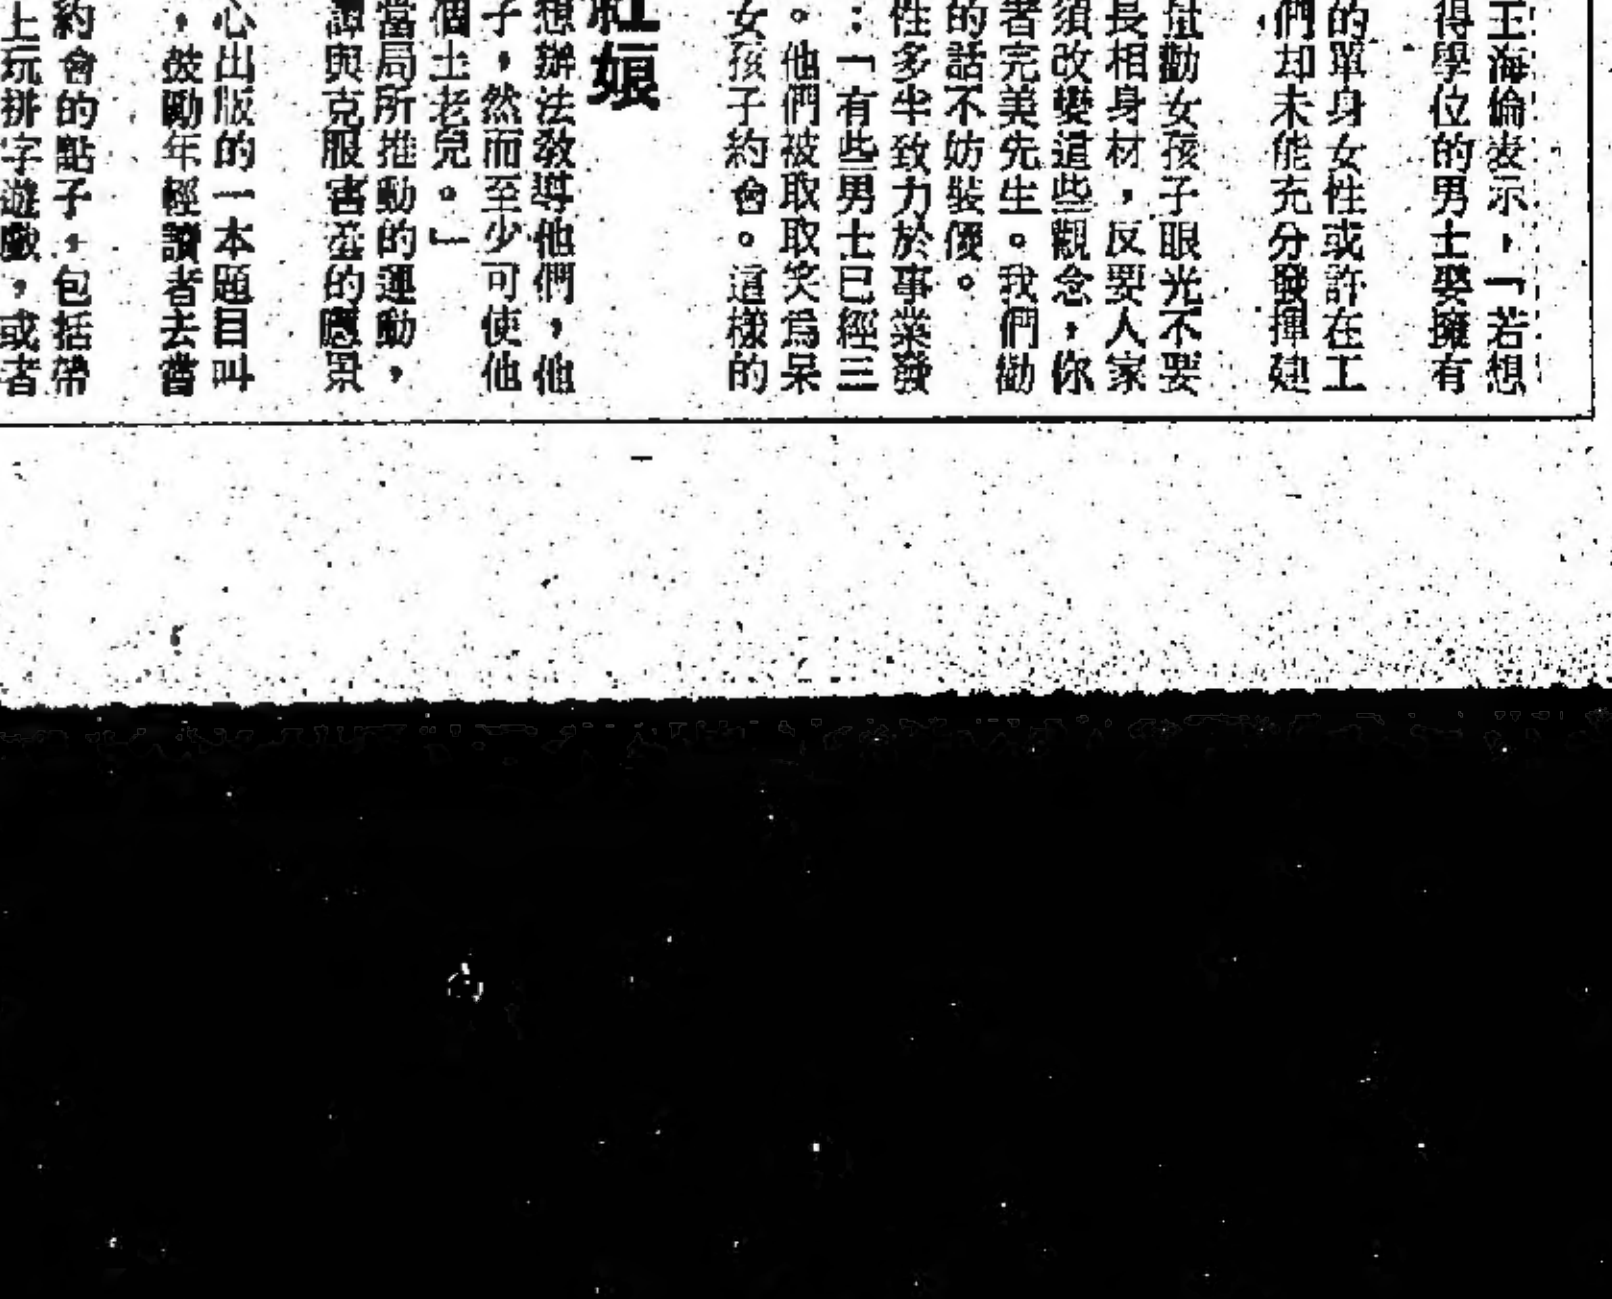 王海倫表示，「若想
得學位的男士娶擁有
的單身女性或許在工
們却未能充分發揮建
鼠勸女孩子眼光不要
長相身材，反要人家
須改變這些觀念，你
者完美先生。我們勸
的話不妨裝傻。
性多半致力於事業發
：「有些男士已經三
。他們被取取笑爲呆
女孩子約會。這樣的
紅娘
想辦法教導他們，他
子，然而至少可使他
個土老兒。」
當局所推動的運動，
譚與克服害羞的應
心出版的一本題目叫
，鼓勵年輕讀者去嘗
約會的點子，包括帶
上玩拼字遊戲，或者